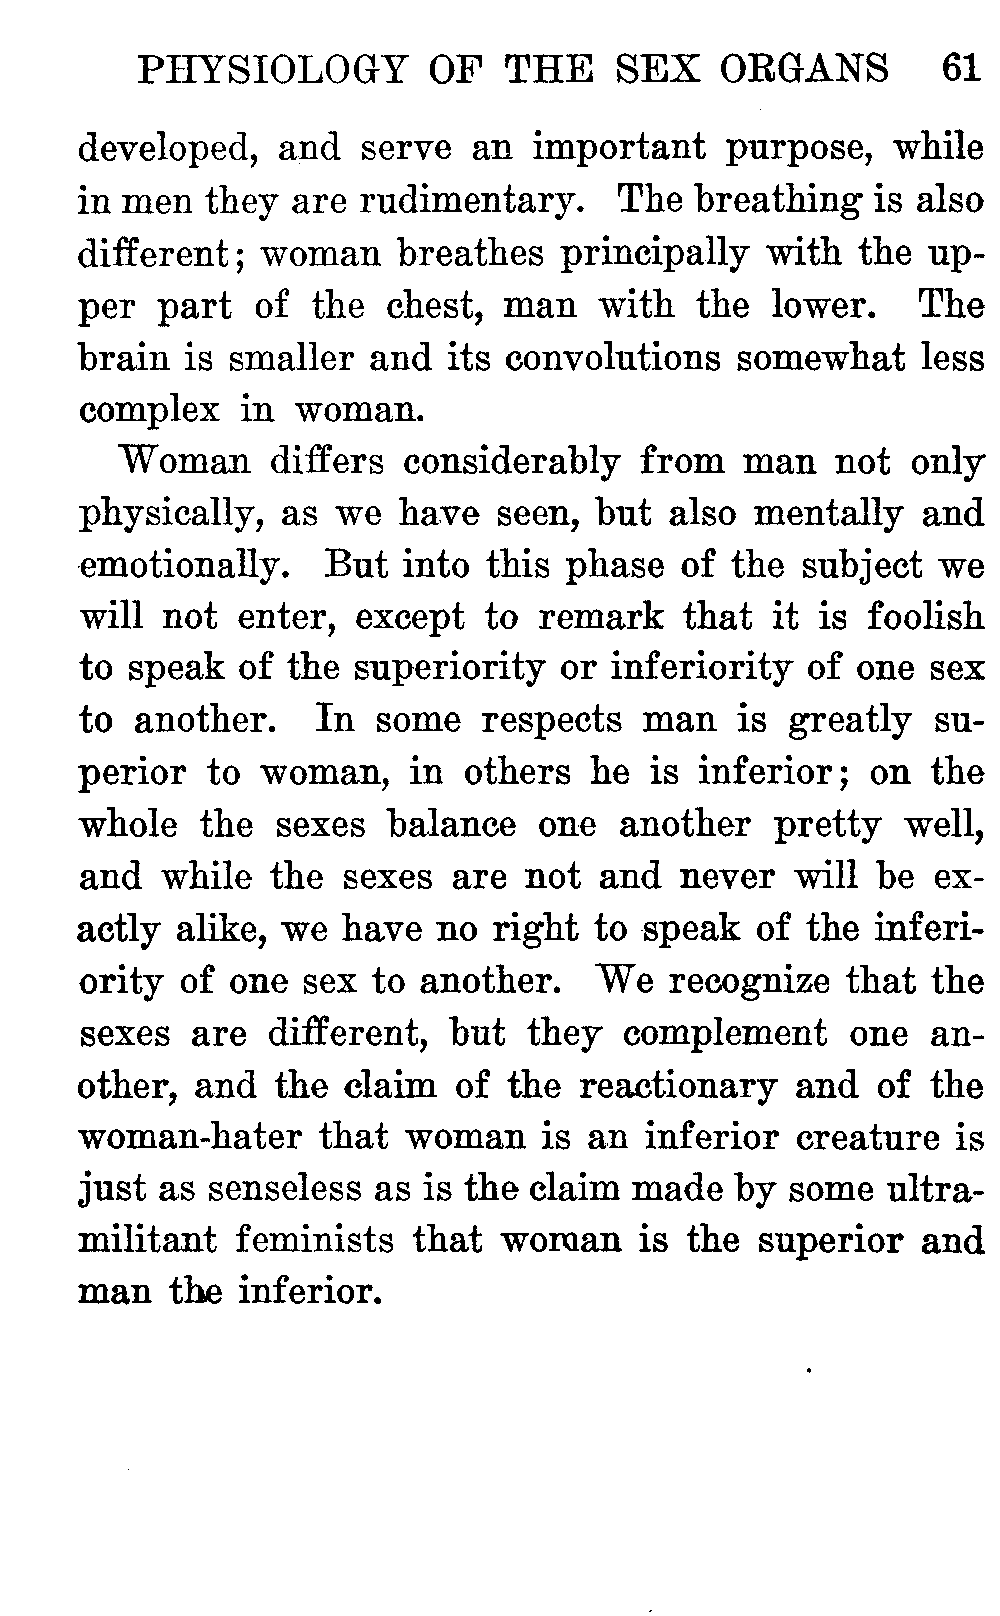 PHYSIOLOGY OF THE SEX ORGANS 61
developed, and serve an important purpose, while
in men they are rudimentary. The breathing is also
different; woman breathes principally with the up-
per part of the chest, man with the lower. The
brain is smaller and its convolutions somewhat less
complex in woman.
Woman differs considerably from man not only
physically, as we have seen, but also mentally and
emotionally. But into this phase of the subject we
will not enter, except to remark that it is foolish
to speak of the superiority or inferiority of one sex
to another. In some respects man is greatly su-
perior to woman, in others he is inferior; on the
whole the sexes balance one another pretty well,
and while the sexes are not and never will be ex-
actly alike, we have no right to speak of the inferi-
ority of one sex to another. We recognize that the
sexes are different, but they complement one an-
other, and the claim of the reactionary and of the
woman-hater that woman is an inferior creature is
just as senseless as is the claim made by some ultra-
militant feminists that woman is the superior and
man the inferior.